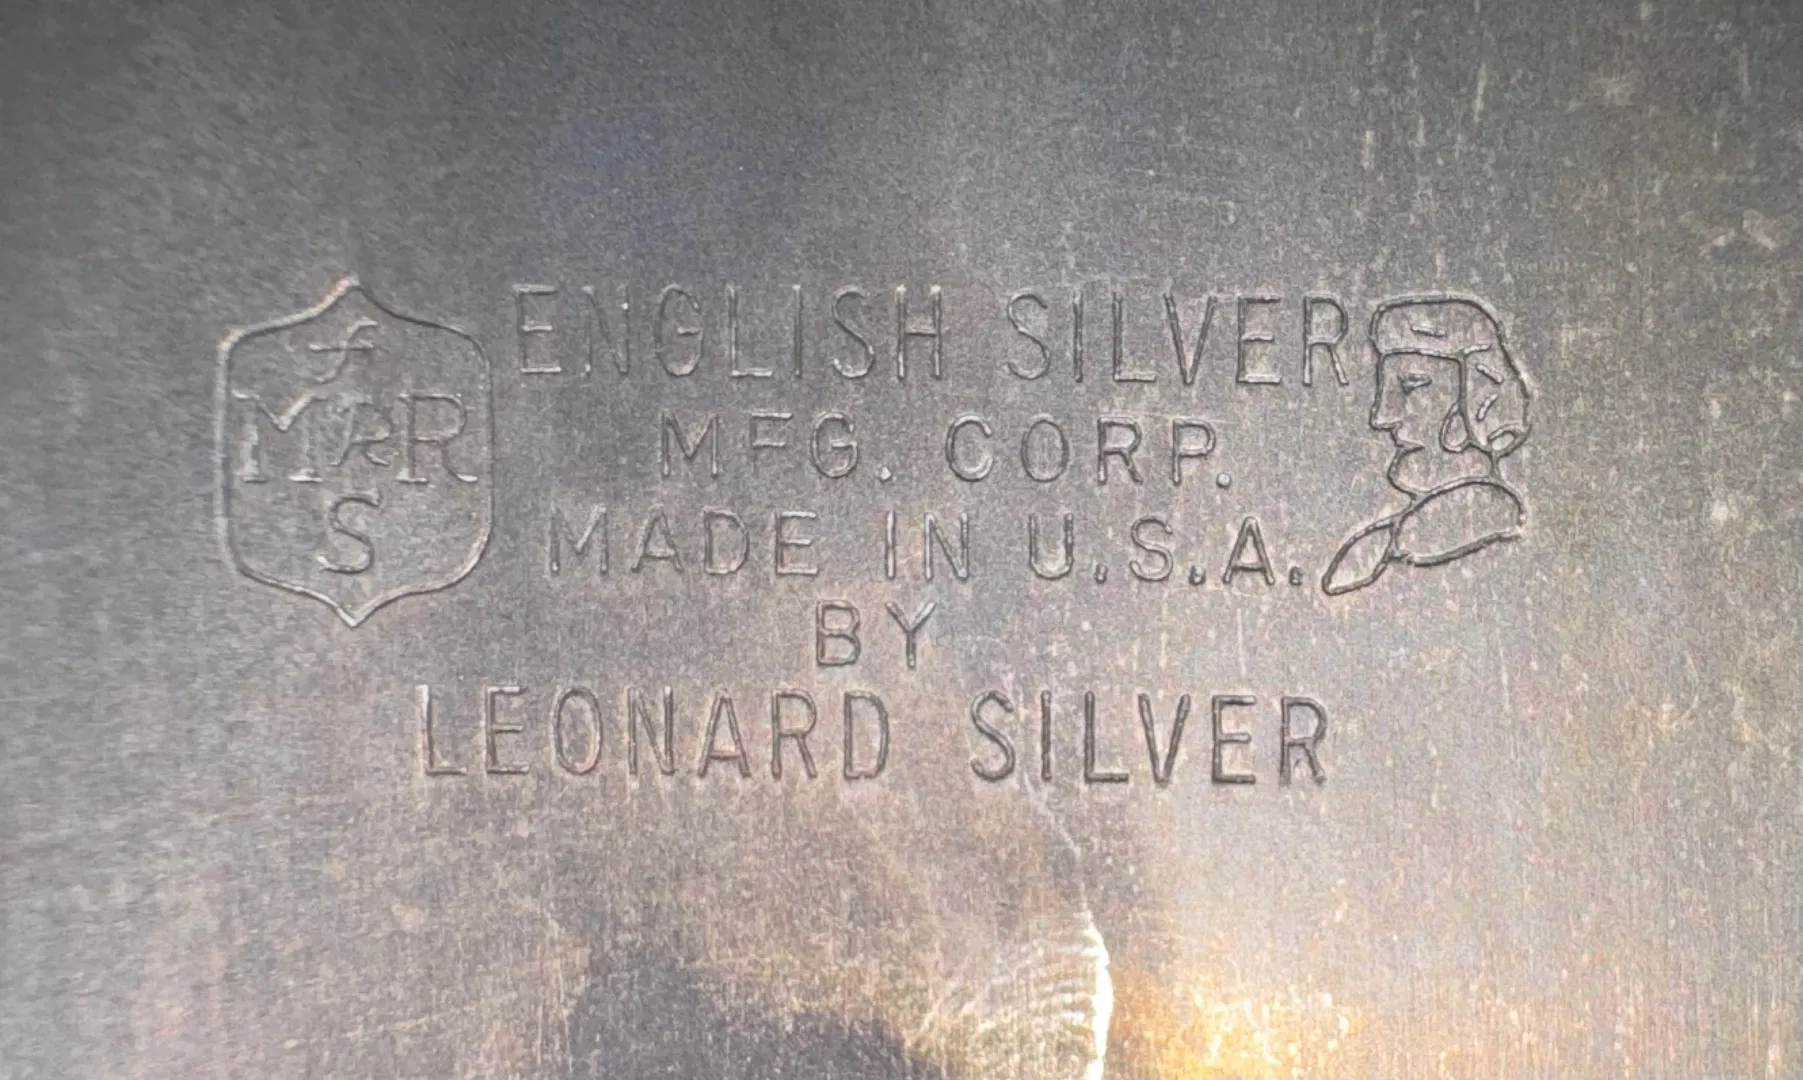 f
M R R
S
ENGLISH SILVER
MFG. CORP.
MADE IN U.S.A.
BY
LEONARD SILVER